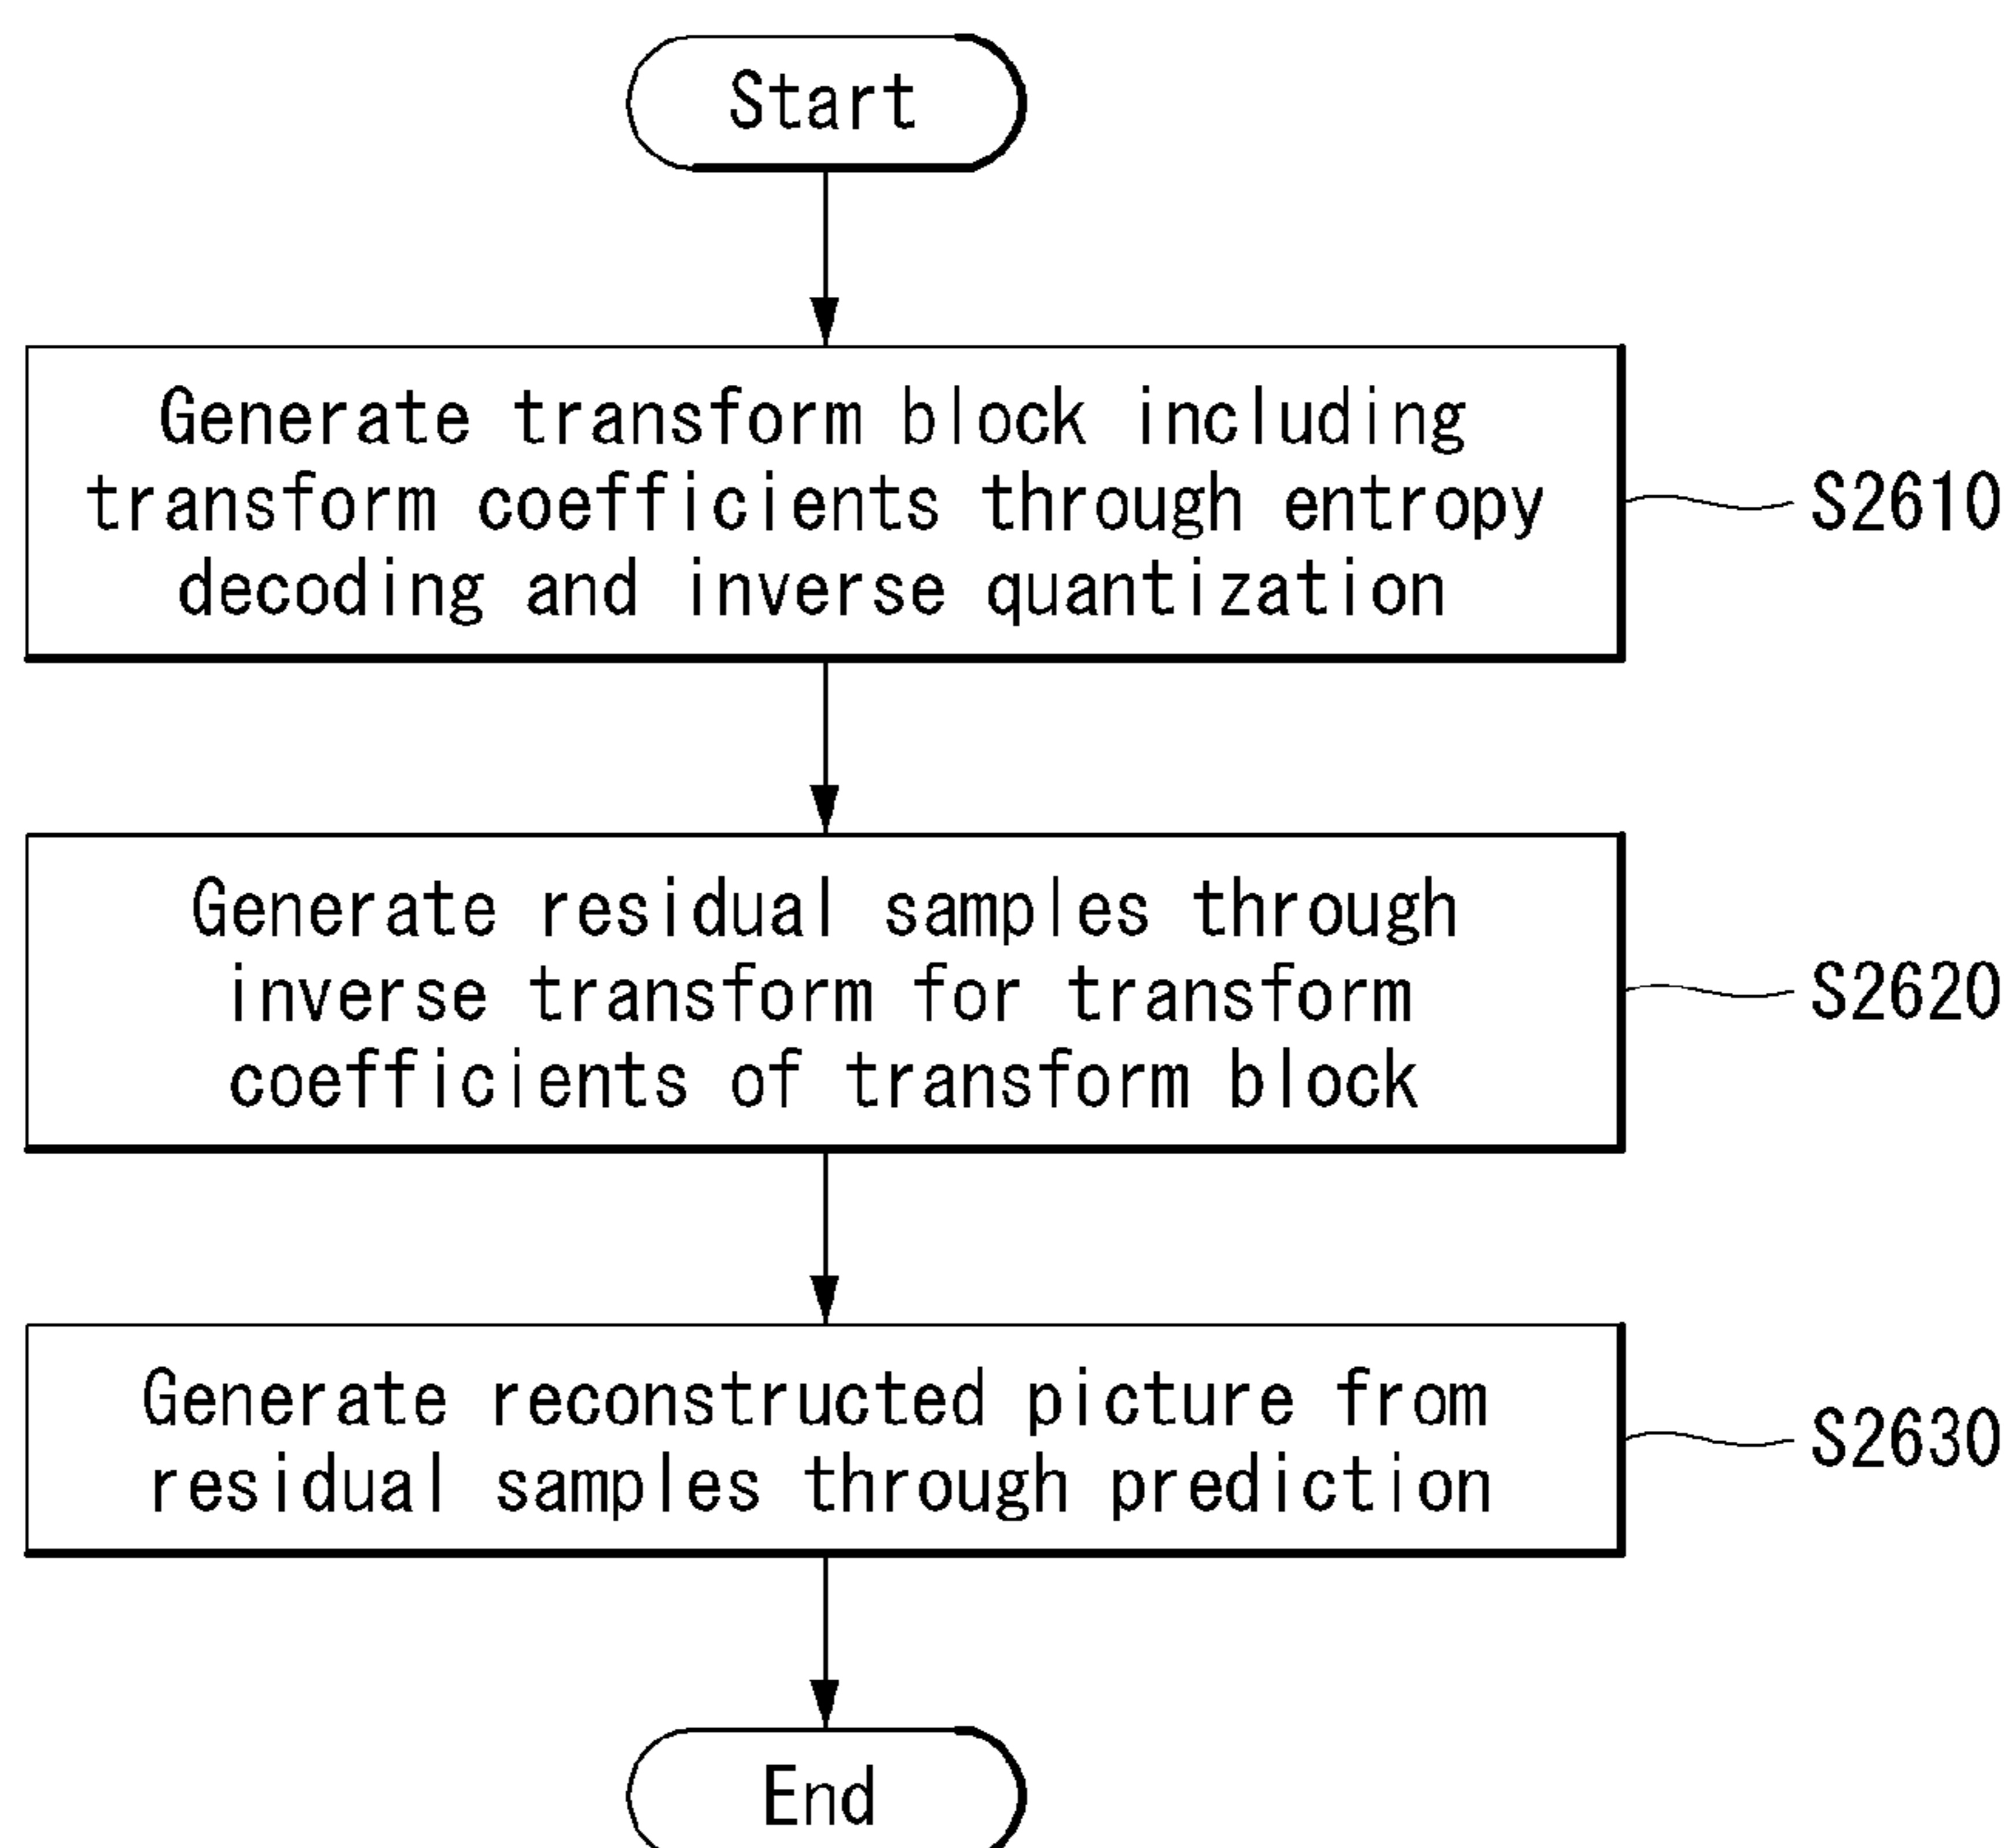 Start
Generate transform block including
transform coefficients through entropy
decoding and inverse quantization
S2610
Generate residual samples through
inverse transform for transform
coefficients of transform block
S2620
Generate reconstructed picture from
residual samples through prediction
S2630
End